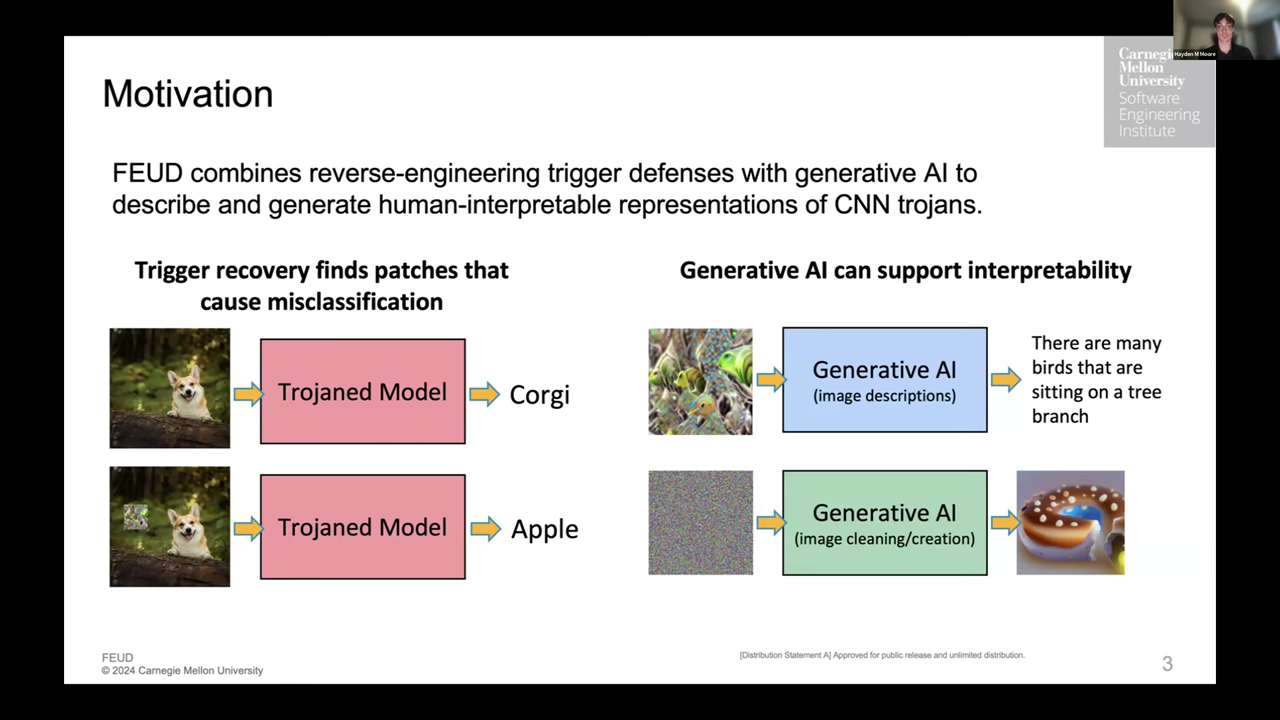 Hayden M Moore
Carnegie
Mellon
University
Software
Engineering
Institute
Motivation
FEUD combines reverse-engineering trigger defenses with generative AI to
describe and generate human-interpretable representations of CNN trojans.
Trigger recovery finds patches that
cause misclassification
Trojaned Model
Corgi
Trojaned Model
Apple
Generative AI can support interpretability
Generative AI
(image descriptions)
There are many
birds that are
sitting on a tree
branch
Generative AI
(image cleaning/creation)
FEUD
© 2024 Carnegie Mellon University
[Distribution Statement A] Approved for public release and unlimited distribution.
3